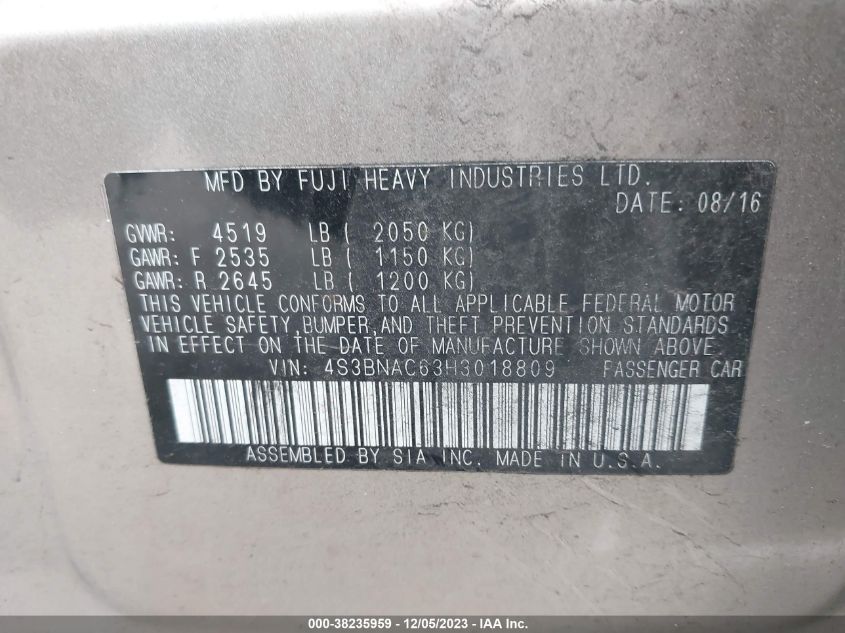 MFD BY FUJI HEAVY INDUSTRIES LTD.
DATE: 08/16
GVWR: 4519 LB ( 2050 KG)
GAWR: F 2535 LB ( 1150 KG)
GAWR: R 2645 LB ( 1200 KG)
THIS VEHICLE CONFORMS TO ALL APPLICABLE FEDERAL MOTOR
VEHICLE SAFETY,BUMPER,AND THEFT PREVENTION STANDARDS
IN EFFECT ON THE DATE OF MANUFACTURE SHOWN ABOVE.
VIN: 4S3BNAC63H3018809 PASSENGER CAR
ASSEMBLED BY SIA INC. MADE IN U.S.A.
000-38235959 - 12/05/2023 - IAA Inc.